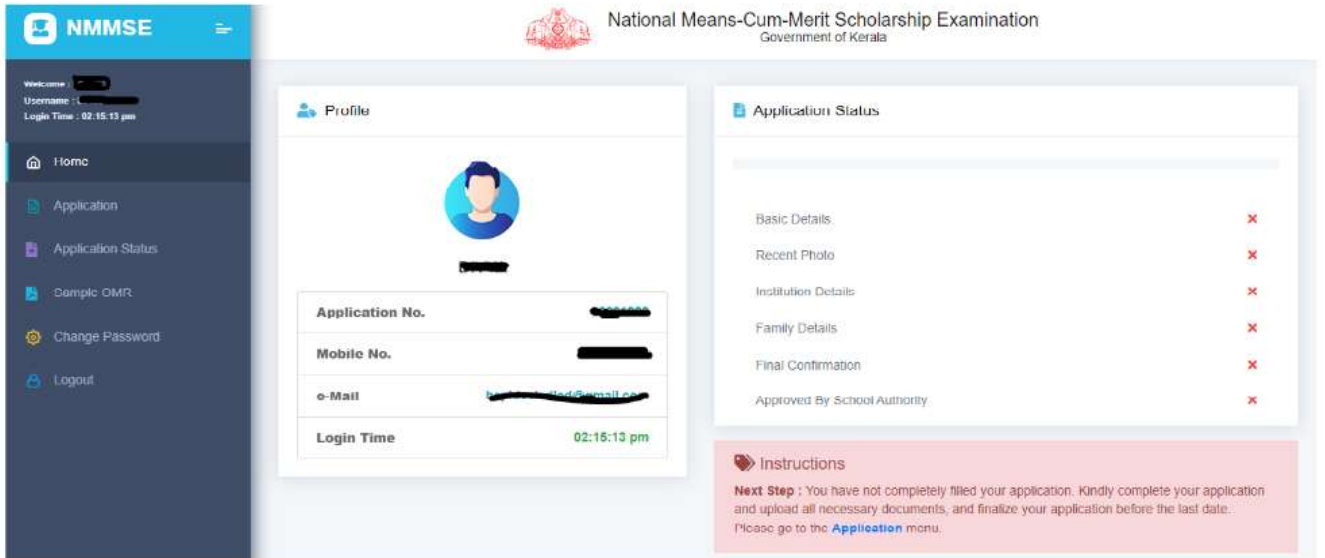 NMMSE
National Means-Cum-Merit Scholarship Examination
Government of Kerala
Welcome :
Username :
Login Time : 02:15:13 pm
Home
Application
Application Status
Sample OMR
Change Password
Logout
Profile
Application No.
Mobile No.
e-Mail
Login Time 02:15:13 pm
Application Status
Basic Details
Recent Photo
Institution Details
Family Details
Final Confirmation
Approved By School Authority
Instructions
Next Step : You have not completely filled your application. Kindly complete your application
and upload all necessary documents, and finalize your application before the last date.
Please go to the Application menu.